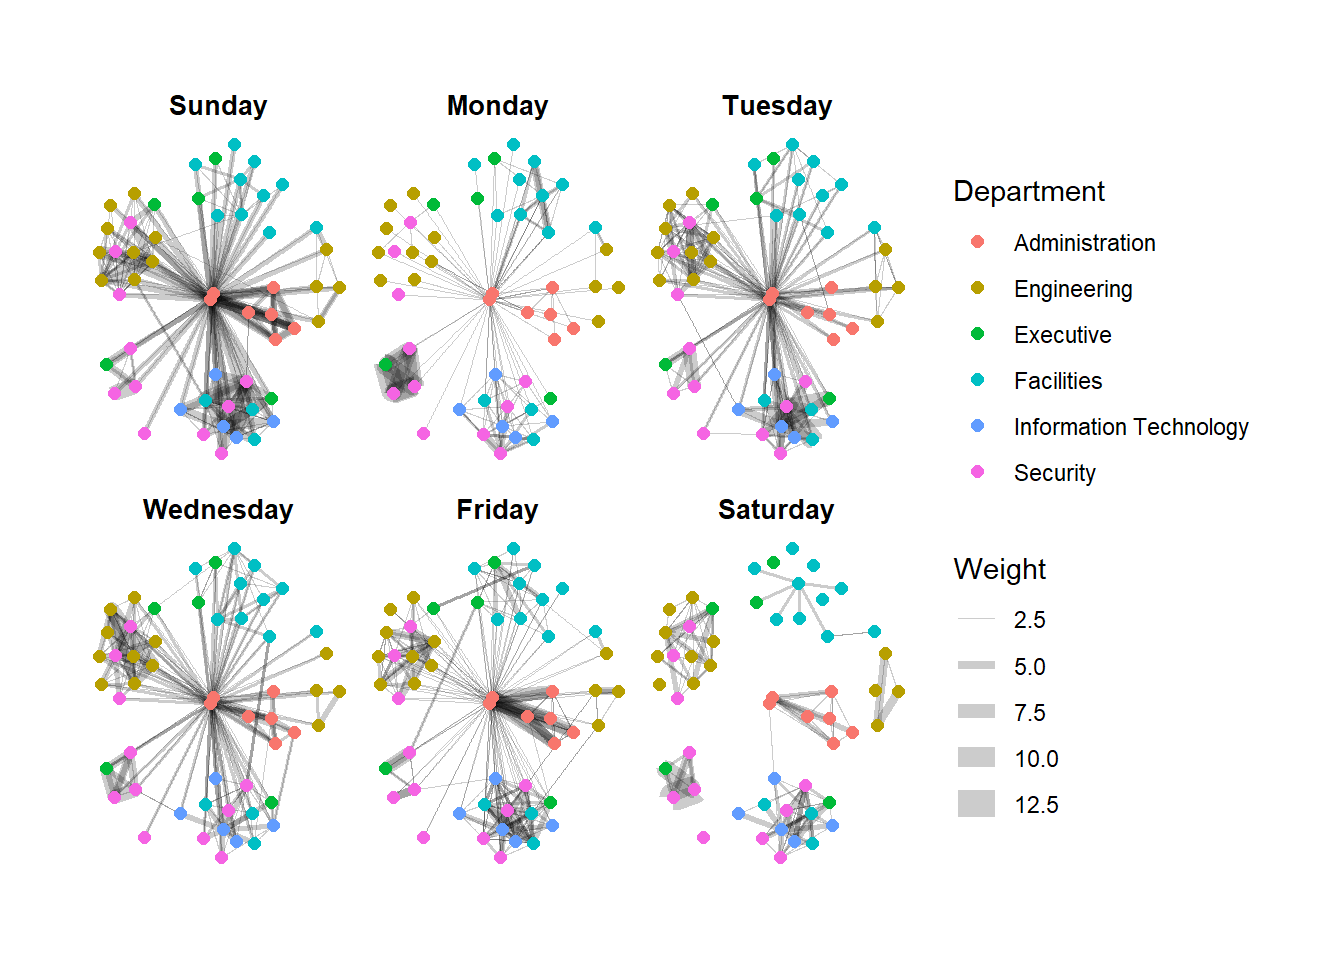 Sunday
Monday
Tuesday
Wednesday
Friday
Saturday
Department
Administration
Engineering
Executive
Facilities
Information Technology
Security
Weight
2.5
5.0
7.5
10.0
12.5